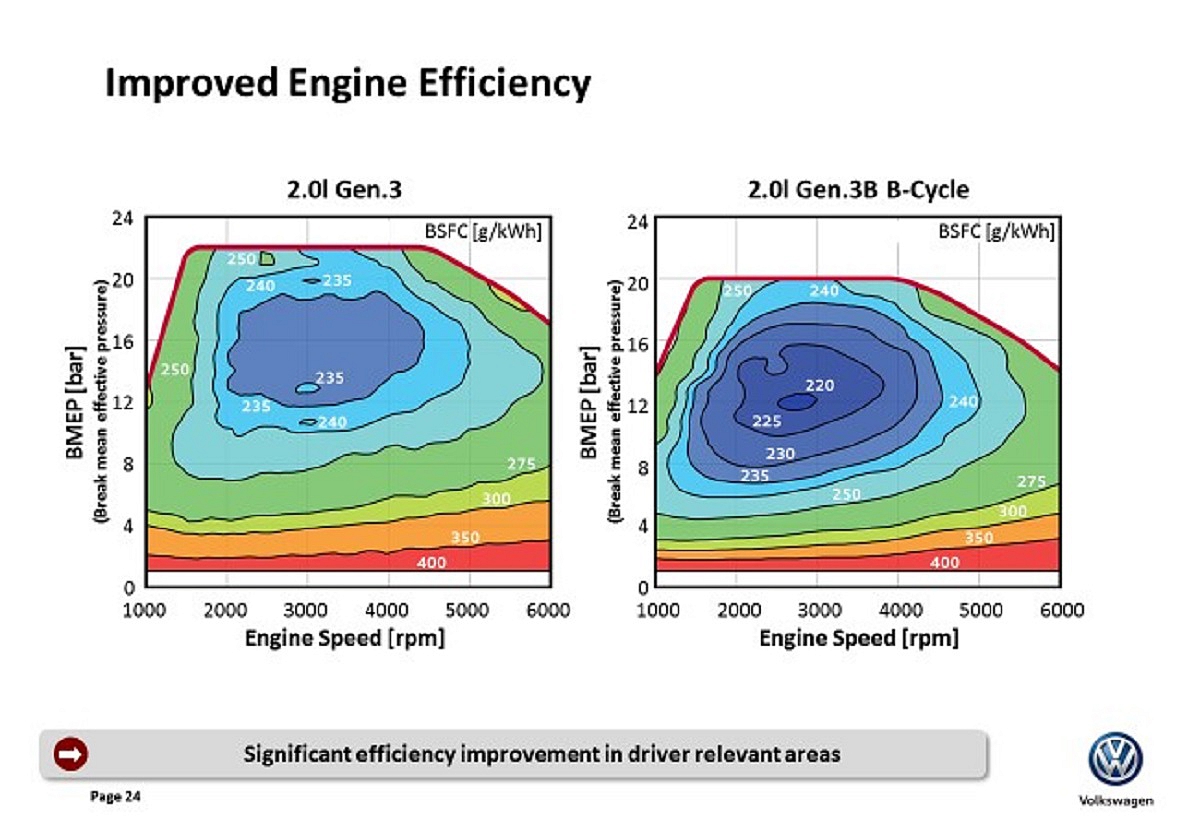 Improved Engine Efficiency
2.0l Gen.3
BSFC [g/kWh]
24
20
16
12
8
4
0
BMEP [bar]
(Break mean effective pressure)
250
240
235
250
235
235
240
275
300
350
400
1000 2000 3000 4000 5000 6000
Engine Speed [rpm]
2.0l Gen.3B B-Cycle
BSFC [g/kWh]
24
20
16
12
8
4
0
BMEP [bar]
(Break mean effective pressure)
250
240
220
240
225
230
235
250
275
300
350
400
1000 2000 3000 4000 5000 6000
Engine Speed [rpm]
Significant efficiency improvement in driver relevant areas
Page 24
Volkswagen